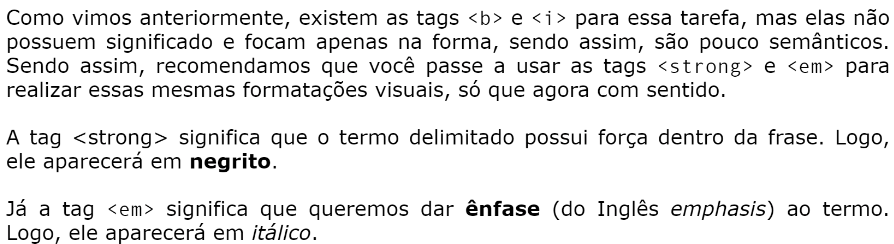 Como vimos anteriormente, existem as tags <b> e <i> para essa tarefa, mas elas não
possuem significado e focam apenas na forma, sendo assim, são pouco semânticos.
Sendo assim, recomendamos que você passe a usar as tags <strong> e <em> para
realizar essas mesmas formatações visuais, só que agora com sentido.
A tag <strong> significa que o termo delimitado possui força dentro da frase. Logo,
ele aparecerá em negrito.
Já a tag <em> significa que queremos dar ênfase (do Inglês emphasis) ao termo.
Logo, ele aparecerá em itálico.